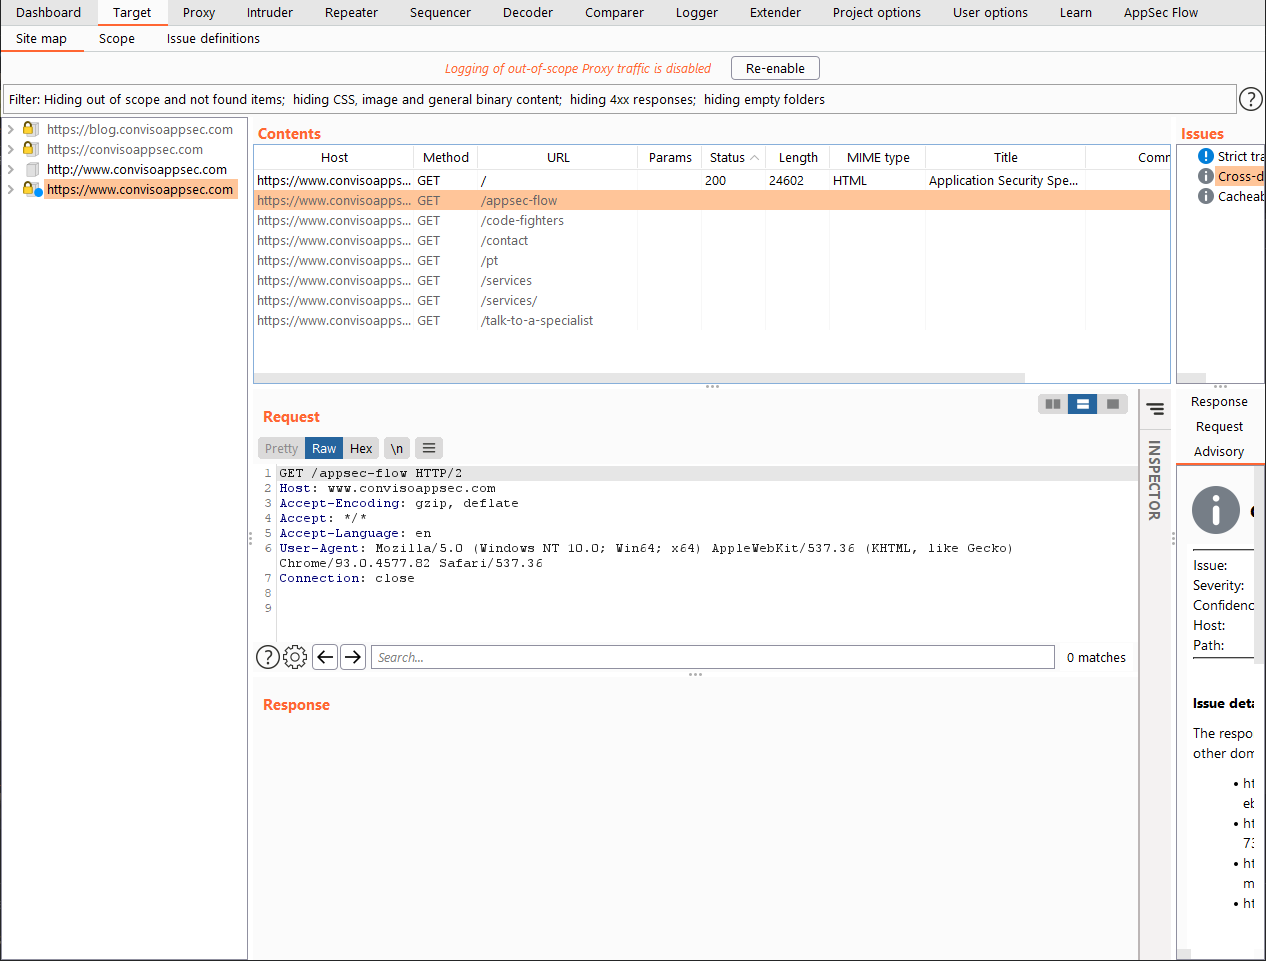 Dashboard Target Proxy Intruder Repeater Sequencer Decoder Comparer Logger Extender Project options User options Learn AppSec Flow
Site map Scope Issue definitions
Logging of out-of-scope Proxy traffic is disabled Re-enable
Filter: Hiding out of scope and not found items; hiding CSS, image and general binary content; hiding 4xx responses; hiding empty folders ?
https://blog.convisoappsec.com
https://convisoappsec.com
http://www.convisoappsec.com
https://www.convisoappsec.com
Contents
Host Method URL Params Status Length MIME type Title Comm
https://www.convisoapps... GET / 200 24602 HTML Application Security Spe...
https://www.convisoapps... GET /appsec-flow
https://www.convisoapps... GET /code-fighters
https://www.convisoapps... GET /contact
https://www.convisoapps... GET /pt
https://www.convisoapps... GET /services
https://www.convisoapps... GET /services/
https://www.convisoapps... GET /talk-to-a-specialist
Issues
Strict tra
Cross-d
Cacheab
Request
Pretty Raw Hex \n
1 GET /appsec-flow HTTP/2
2 Host: www.convisoappsec.com
3 Accept-Encoding: gzip, deflate
4 Accept: */*
5 Accept-Language: en
6 User-Agent: Mozilla/5.0 (Windows NT 10.0; Win64; x64) AppleWebKit/537.36 (KHTML, like Gecko)
Chrome/93.0.4577.82 Safari/537.36
7 Connection: close
8
9
? Search... 0 matches
Response
INSPECTOR
Response
Request
Advisory
Issue:
Severity:
Confidenc
Host:
Path:
Issue deta
The respo
other dom
• ht
eb
• ht
73
• ht
m
• ht